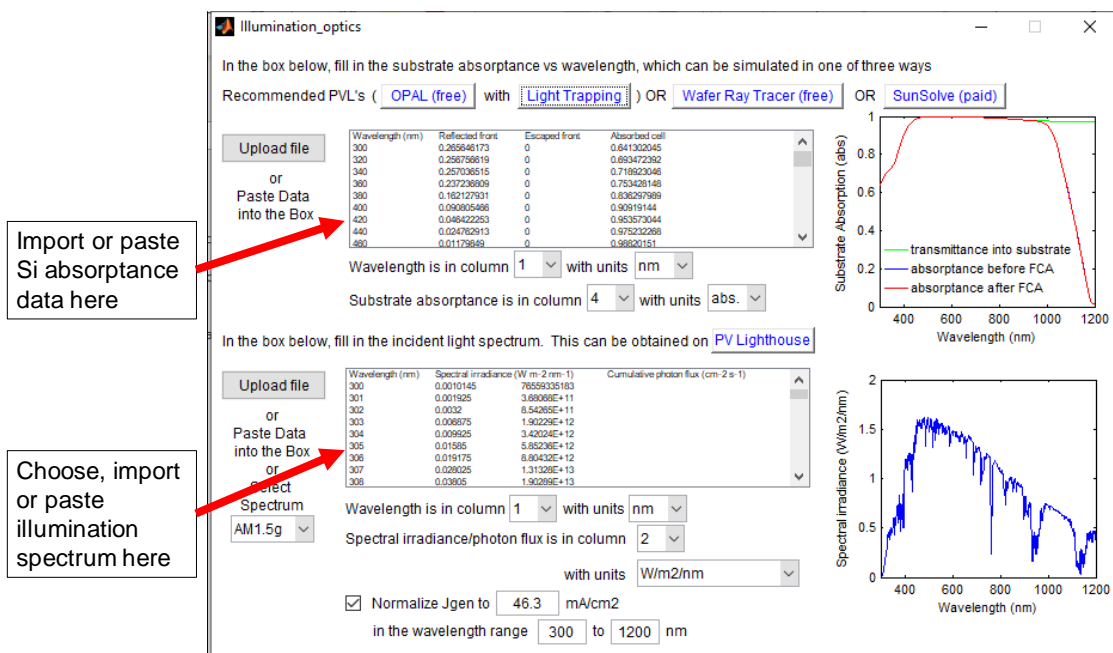 Illumination_optics
In the box below, fill in the substrate absorptance vs wavelength, which can be simulated in one of three ways
Recommended PVL's ( OPAL (free) with Light Trapping ) OR Wafer Ray Tracer (free) OR SunSolve (paid)
Upload file
or
Paste Data
into the Box
Wavelength (nm) Reflected front Escaped front Absorbed cell
300 0.265646173 0 0.641302045
320 0.256756619 0 0.693472392
340 0.257036515 0 0.718923046
360 0.237236809 0 0.753428148
380 0.162127931 0 0.836297989
400 0.090805466 0 0.90919144
420 0.046422253 0 0.953573044
440 0.024762913 0 0.975232268
460 0.01179849 0 0.98820151
Wavelength is in column 1 with units nm
Substrate absorptance is in column 4 with units abs.
Import or paste
Si absorptance
data here
Substrate Absorption (abs)
1
0.8
0.6
0.4
0.2
0
transmittance into substrate
absorptance before FCA
absorptance after FCA
400 600 800 1000 1200
Wavelength (nm)
In the box below, fill in the incident light spectrum. This can be obtained on PV Lighthouse
Upload file
or
Paste Data
into the Box
or
Select
Spectrum
AM1.5g
Wavelength (nm) Spectral irradiance (W m-2 nm-1) Cumulative photon flux (cm-2 s-1)
300 0.0010145 76559335183
301 0.001925 3.68068E+11
302 0.0032 8.54265E+11
303 0.006875 1.90229E+12
304 0.009925 3.42024E+12
305 0.01585 5.85236E+12
306 0.019175 8.80432E+12
307 0.028025 1.31328E+13
308 0.03805 1.90289E+13
Wavelength is in column 1 with units nm
Spectral irradiance/photon flux is in column 2
with units W/m2/nm
Normalize Jgen to 46.3 mA/cm2
in the wavelength range 300 to 1200 nm
Choose, import
or paste
illumination
spectrum here
Spectral irradiance (W/m2/nm)
2
1.5
1
0.5
0
400 600 800 1000 1200
Wavelength (nm)